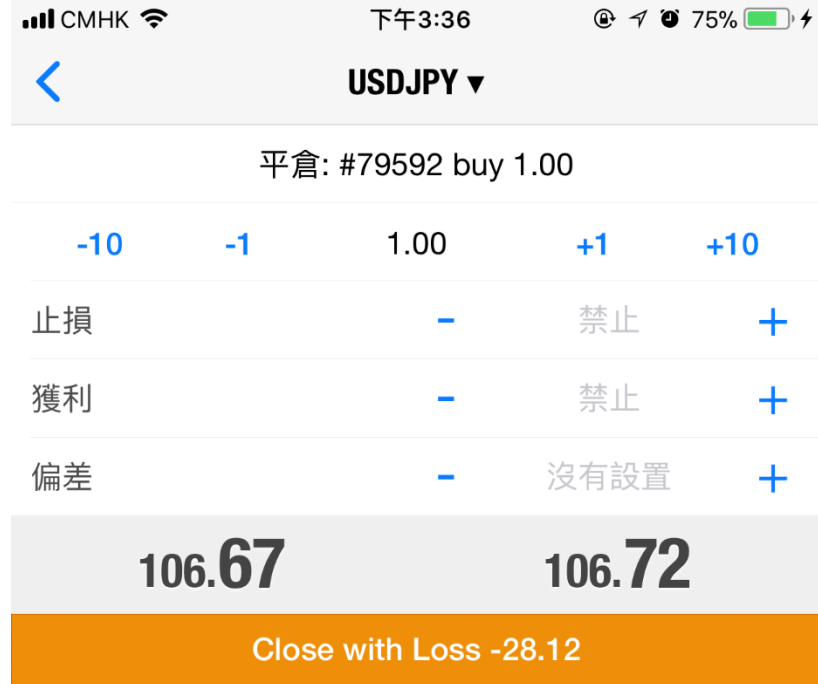 CMHK 下午3:36 75%
USDJPY ▾
平倉: #79592 buy 1.00
-10 -1 1.00 +1 +10
止損 - 禁止 +
獲利 - 禁止 +
偏差 - 沒有設置 +
106.67 106.72
Close with Loss -28.12